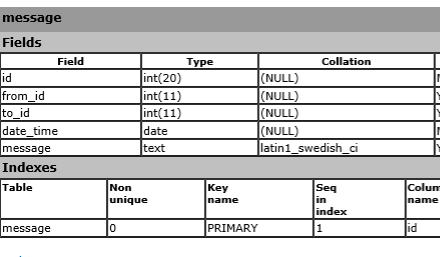 message
Fields
Field Type Collation
id int(20) (NULL)
from_id int(11) (NULL)
to_id int(11) (NULL)
date_time date (NULL)
message text latin1_swedish_ci
Indexes
Table Non unique Key name Seq in index Colum name
message 0 PRIMARY 1 id